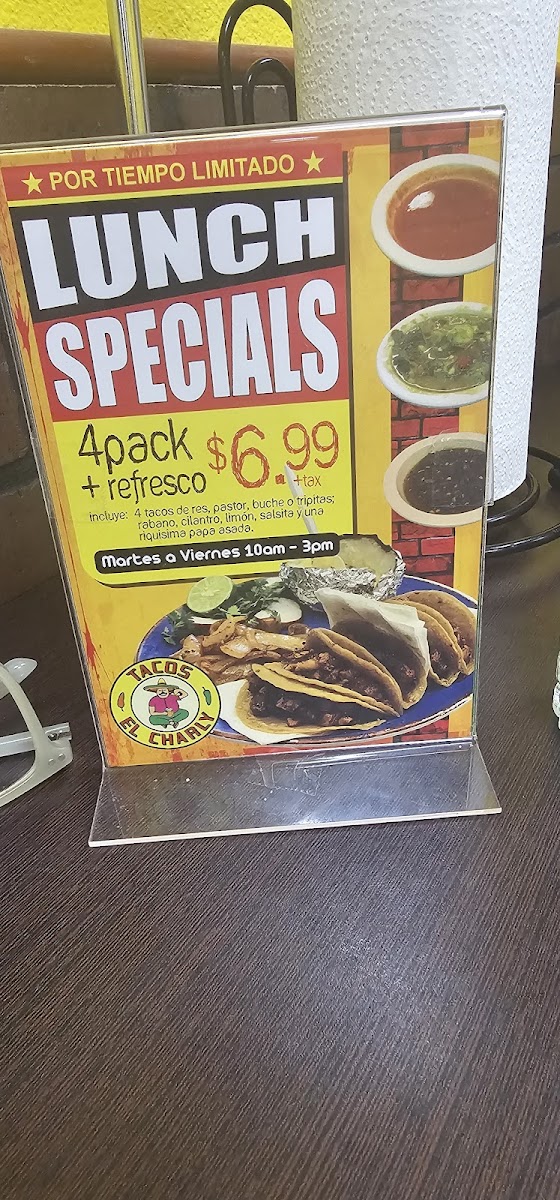 ★ POR TIEMPO LIMITADO ★
LUNCH
SPECIALS
4pack
+ refresco
$6.99
+tax
incluye: 4 tacos de res, pastor, buche o tripitas;
rabano, cilantro, limón, salsita y una
riquisima papa asada.
Martes a Viernes 10am - 3pm
TACOS
EL CHARLY